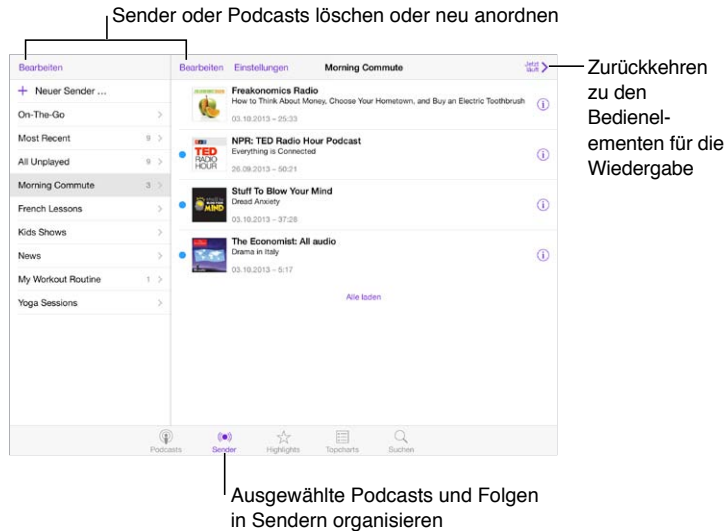 Sender oder Podcasts löschen oder neu anordnen
Bearbeiten
Bearbeiten Einstellungen Morning Commute Jetzt läuft
+ Neuer Sender ...
On-The-Go
Most Recent 9
All Unplayed 9
Morning Commute 3
French Lessons
Kids Shows
News
My Workout Routine 1
Yoga Sessions
Freakonomics Radio
How to Think About Money, Choose Your Hometown, and Buy an Electric Toothbrush
03.10.2013 – 25:33
TED
RADIO
HOUR
NPR: TED Radio Hour Podcast
Everything is Connected
26.09.2013 – 50:21
MIND
Stuff To Blow Your Mind
Dread Anxiety
03.10.2013 – 37:28
The Economist: All audio
Drama in Italy
03.10.2013 – 5:17
Alle laden
Podcasts Sender Highlights Topcharts Suchen
Zurückkehren
zu den
Bedienel-
ementen für die
Wiedergabe
Ausgewählte Podcasts und Folgen
in Sendern organisieren